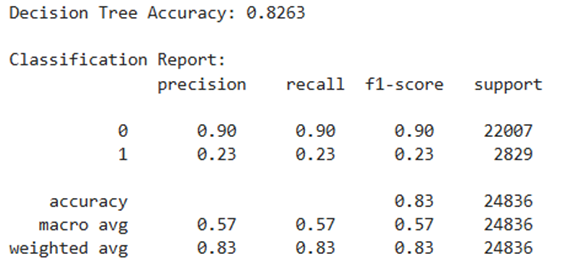 Decision Tree Accuracy: 0.8263
Classification Report:
precision recall f1-score support
0 0.90 0.90 0.90 22007
1 0.23 0.23 0.23 2829
accuracy 0.83 24836
macro avg 0.57 0.57 0.57 24836
weighted avg 0.83 0.83 0.83 24836